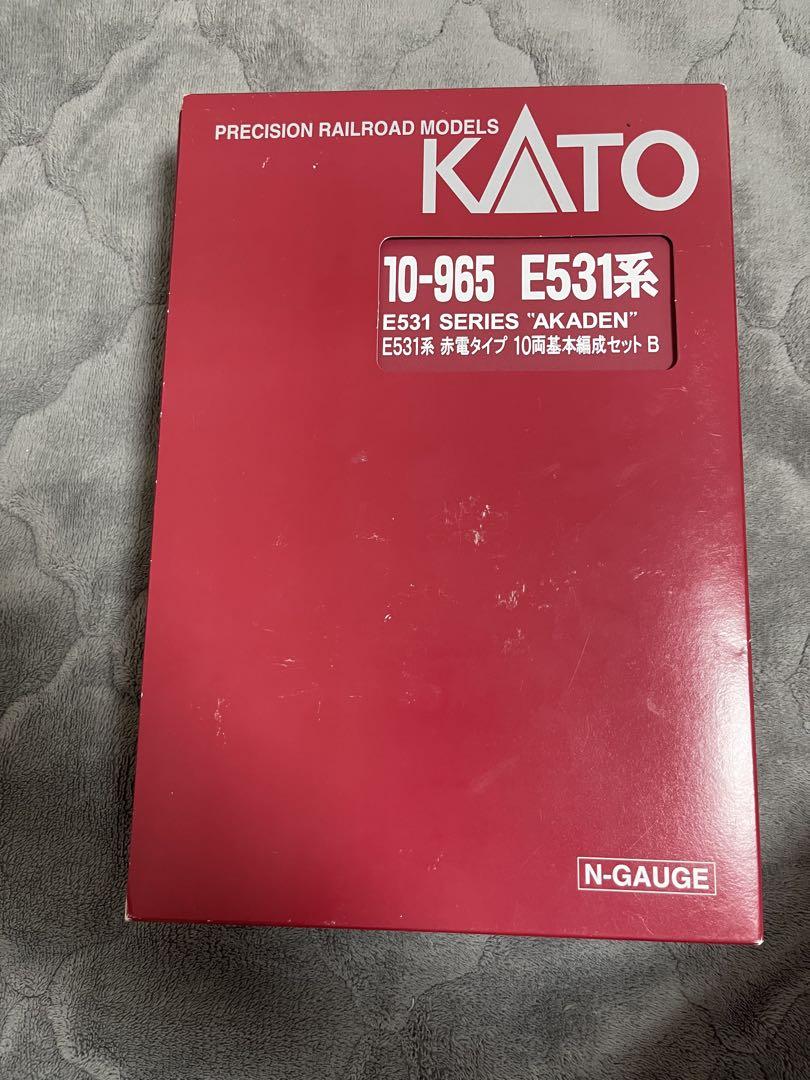 PRECISION RAILROAD MODELS
KATO
10-965 E531系
E531 SERIES "AKADEN"
E531系 赤電タイプ 10両基本編成セット B
N-GAUGE